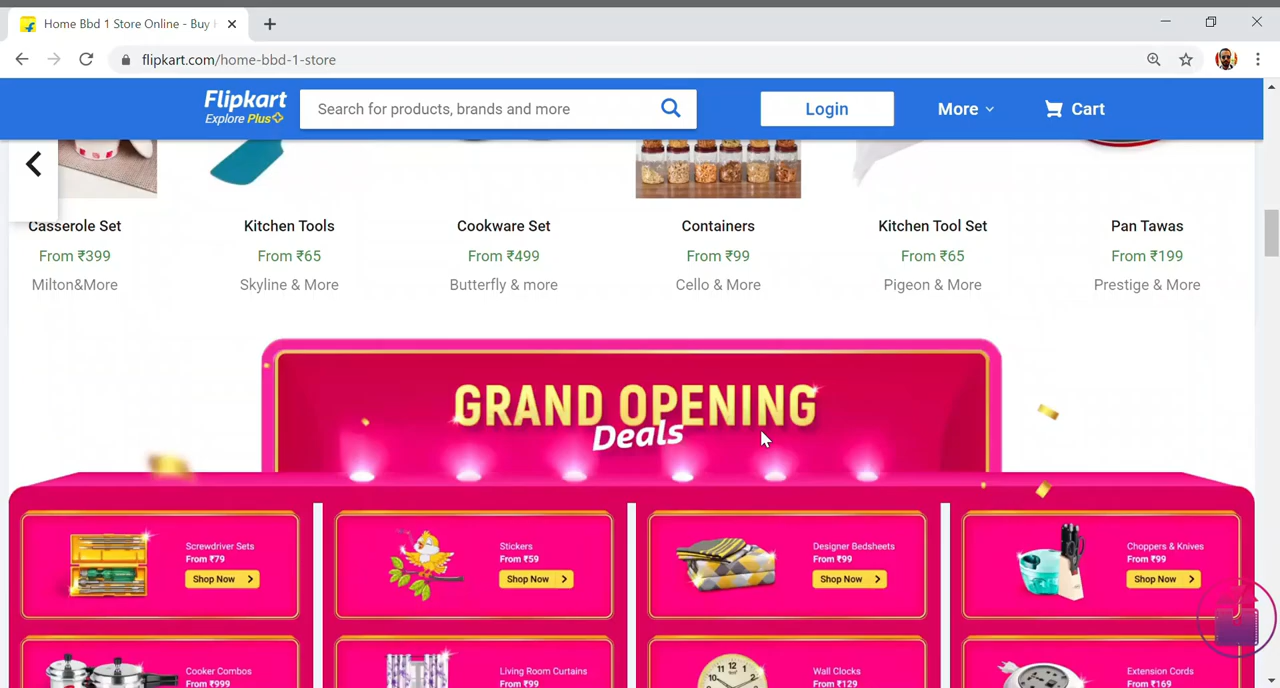 Home Bbd 1 Store Online - Buy H
flipkart.com/home-bbd-1-store
Flipkart
Explore Plus
Search for products, brands and more
Login
More
Cart
Casserole Set
Kitchen Tools
Cookware Set
Containers
Kitchen Tool Set
Pan Tawas
From ₹399
From ₹65
From ₹499
From ₹99
From ₹65
From ₹199
Milton&More
Skyline & More
Butterfly & more
Cello & More
Pigeon & More
Prestige & More
GRAND OPENING
Deals
Screwdriver Sets
From ₹79
Shop Now
Stickers
From ₹59
Shop Now
Designer Bedsheets
From ₹99
Shop Now
Choppers & Knives
From ₹99
Shop Now
Cooker Combos
From ₹999
Living Room Curtains
From ₹99
Wall Clocks
From ₹129
Extension Cords
From ₹169